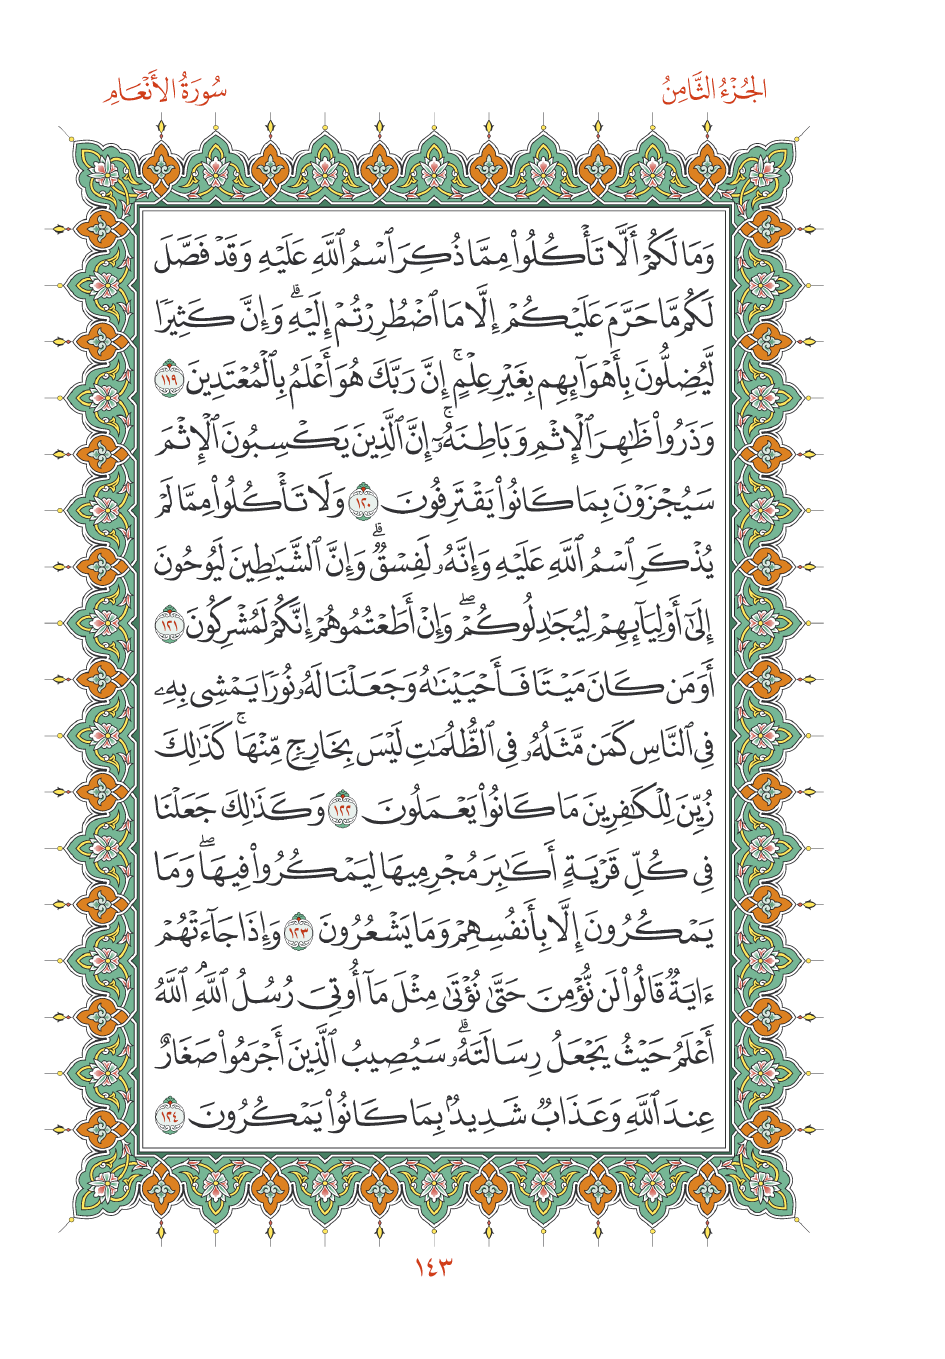 الجُزْءُ الثَّامِنُ
سُورَةُ الأَنْعَامِ
وَمَا لَكُمْ أَلَّا تَأْكُلُوا۟ مِمَّا ذُكِرَ ٱسْمُ ٱللَّهِ عَلَيْهِ وَقَدْ فَصَّلَ
لَكُم مَّا حَرَّمَ عَلَيْكُمْ إِلَّا مَا ٱضْطُرِرْتُمْ إِلَيْهِ ۗ وَإِنَّ كَثِيرًا
لَّيُضِلُّونَ بِأَهْوَآئِهِم بِغَيْرِ عِلْمٍ ۚ إِنَّ رَبَّكَ هُوَ أَعْلَمُ بِٱلْمُعْتَدِينَ ١١٩
وَذَرُوا۟ ظَٰهِرَ ٱلْإِثْمِ وَبَاطِنَهُۥٓ ۚ إِنَّ ٱلَّذِينَ يَكْسِبُونَ ٱلْإِثْمَ
سَيُجْزَوْنَ بِمَا كَانُوا۟ يَقْتَرِفُونَ ١٢٠ وَلَا تَأْكُلُوا۟ مِمَّا لَمْ
يُذْكَرِ ٱسْمُ ٱللَّهِ عَلَيْهِ وَإِنَّهُۥ لَفِسْقٌ ۗ وَإِنَّ ٱلشَّيَٰطِينَ لَيُوحُونَ
إِلَىٰٓ أَوْلِيَآئِهِمْ لِيُجَٰدِلُوكُمْ ۖ وَإِنْ أَطَعْتُمُوهُمْ إِنَّكُمْ لَمُشْرِكُونَ ١٢١
أَوَمَن كَانَ مَيْتًا فَأَحْيَيْنَٰهُ وَجَعَلْنَا لَهُۥ نُورًا يَمْشِى بِهِۦ
فِى ٱلنَّاسِ كَمَن مَّثَلُهُۥ فِى ٱلظُّلُمَٰتِ لَيْسَ بِخَارِجٍ مِّنْهَا ۚ كَذَٰلِكَ
زُيِّنَ لِلْكَٰفِرِينَ مَا كَانُوا۟ يَعْمَلُونَ ١٢٢ وَكَذَٰلِكَ جَعَلْنَا
فِى كُلِّ قَرْيَةٍ أَكَٰبِرَ مُجْرِمِيهَا لِيَمْكُرُوا۟ فِيهَا ۖ وَمَا
يَمْكُرُونَ إِلَّا بِأَنفُسِهِمْ وَمَا يَشْعُرُونَ ١٢٣ وَإِذَا جَآءَتْهُمْ
ءَايَةٌ قَالُوا۟ لَن نُّؤْمِنَ حَتَّىٰ نُؤْتَىٰ مِثْلَ مَآ أُوتِىَ رُسُلُ ٱللَّهِ ۘ ٱللَّهُ
أَعْلَمُ حَيْثُ يَجْعَلُ رِسَالَتَهُۥ ۗ سَيُصِيبُ ٱلَّذِينَ أَجْرَمُوا۟ صَغَارٌ
عِندَ ٱللَّهِ وَعَذَابٌ شَدِيدٌۢ بِمَا كَانُوا۟ يَمْكُرُونَ ١٢٤
١٤٣